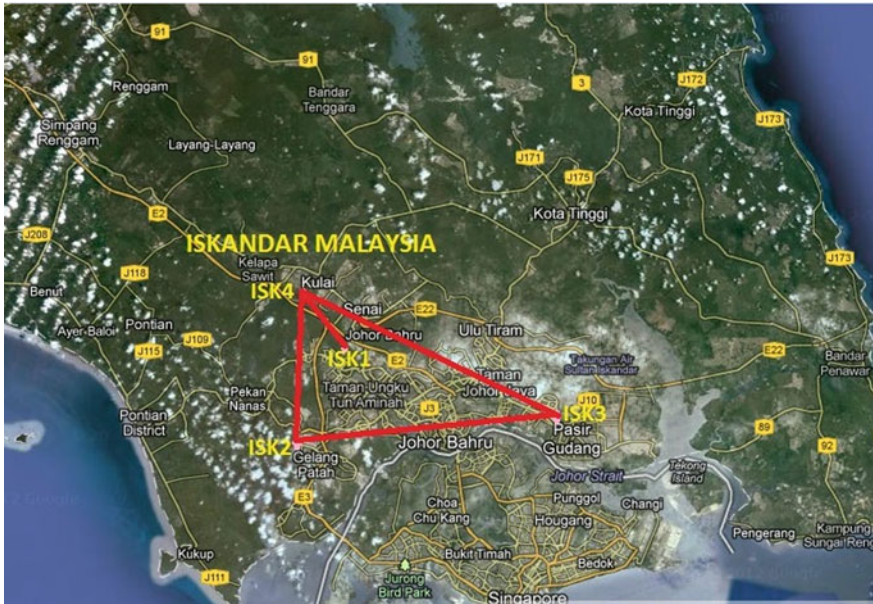 91
91
3
J172
Renggam
Bandar
Tenggara
Kota Tinggi
Simpang
Renggam
J173
Layang-Layang
J171
J175
E2
Kota Tinggi
J208
ISKANDAR MALAYSIA
J173
J118
Kelapa
Sawit
Kulai
ISK4
Benut
Senai
E22
Pontian
Ayer Baloi
J109
Johor Bahru
Ulu Tiram
J115
ISK1
E2
Takungan Air
Sultan Iskandar
E22
Bandar
Penawar
Taman
Johor Jaya
Taman Ungku
Tun Aminah
Pekan
Nanas
J10
Pontian
District
J3
ISK3
Pasir
Gudang
89
ISK2
Johor Bahru
92
Gelang
Patah
Johor Strait
Tekong
Island
E3
Choa
Chu Kang
Punggol
Changi
Hougang
Pengerang
Kampung
Sungai Reng
Kukup
Bukit Timah
Bedok
J111
Jurong
Bird Park
Singapore